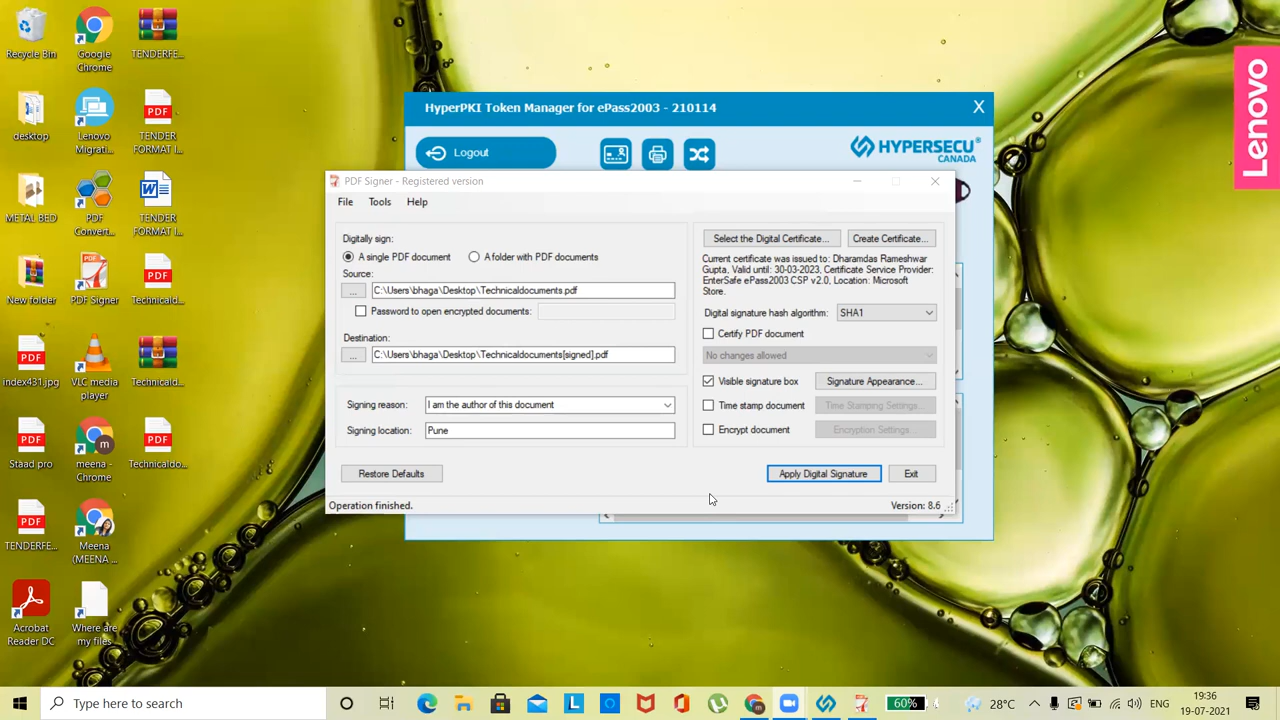 Recycle Bin
Google
Chrome
TENDERFE...
desktop
Lenovo
Migrati...
TENDER
FORMAT I...
METAL BED
PDF
Convert...
TENDER
FORMAT I...
New folder
PDF Signer
Technicald...
index431.jpg
VLC media
player
Technicald...
Staad pro
meena -
Chrome
Technicaldo...
TENDERFE...
Meena
(MEENA ...
Acrobat
Reader DC
Where are
my files
Lenovo
HyperPKI Token Manager for ePass2003 - 210114
X
Logout
HYPERSECU
CANADA
PDF Signer - Registered version
File Tools Help
Digitally sign:
A single PDF document
A folder with PDF documents
Source:
... C:\Users\bhaga\Desktop\Technicaldocuments.pdf
Password to open encrypted documents:
Destination:
... C:\Users\bhaga\Desktop\Technicaldocuments[signed].pdf
Signing reason: I am the author of this document
Signing location: Pune
Restore Defaults
Select the Digital Certificate...
Create Certificate...
Current certificate was issued to: Dharamdas Rameshwar
Gupta, Valid until: 30-03-2023, Certificate Service Provider:
EnterSafe ePass2003 CSP v2.0, Location: Microsoft
Store.
Digital signature hash algorithm: SHA1
Certify PDF document
No changes allowed
Visible signature box
Signature Appearance...
Time stamp document
Time Stamping Settings...
Encrypt document
Encryption Settings...
Apply Digital Signature
Exit
Operation finished.
Version: 8.6
Type here to search
60%
28°C
ENG
19:36
19-07-2021